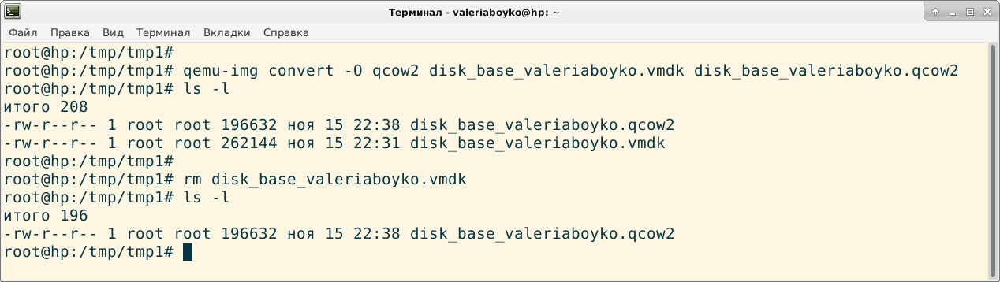 Терминал - valeriaboyko@hp: ~
Файл Правка Вид Терминал Вкладки Справка
root@hp:/tmp/tmp1#
root@hp:/tmp/tmp1# qemu-img convert -O qcow2 disk_base_valeriaboyko.vmdk disk_base_valeriaboyko.qcow2
root@hp:/tmp/tmp1# ls -l
итого 208
-rw-r--r-- 1 root root 196632 ноя 15 22:38 disk_base_valeriaboyko.qcow2
-rw-r--r-- 1 root root 262144 ноя 15 22:31 disk_base_valeriaboyko.vmdk
root@hp:/tmp/tmp1#
root@hp:/tmp/tmp1# rm disk_base_valeriaboyko.vmdk
root@hp:/tmp/tmp1# ls -l
итого 196
-rw-r--r-- 1 root root 196632 ноя 15 22:38 disk_base_valeriaboyko.qcow2
root@hp:/tmp/tmp1#